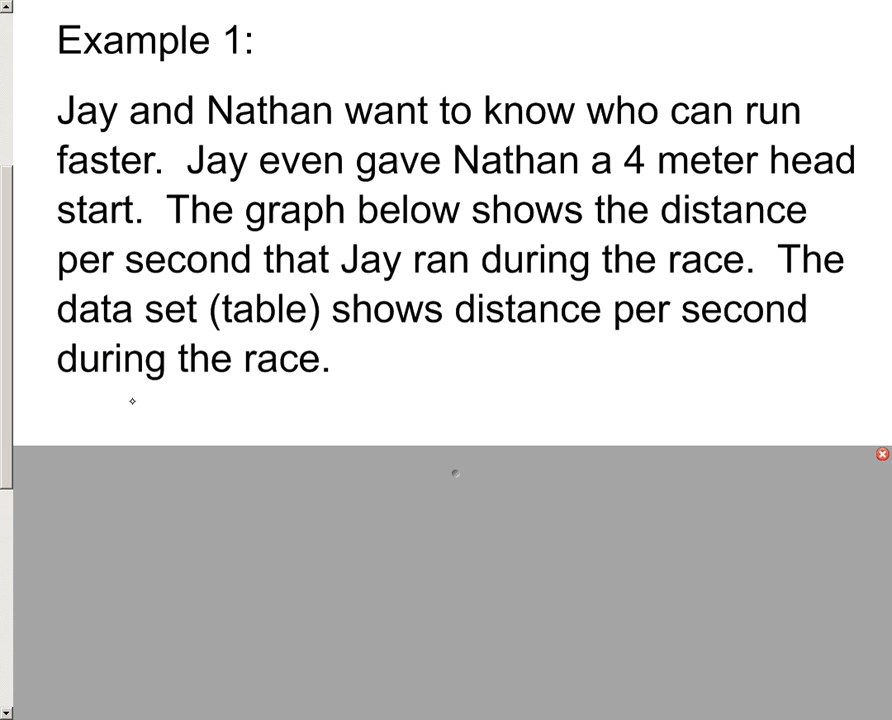 Example 1:
Jay and Nathan want to know who can run
faster.  Jay even gave Nathan a 4 meter head
start.  The graph below shows the distance
per second that Jay ran during the race.  The
data set (table) shows distance per second
during the race.